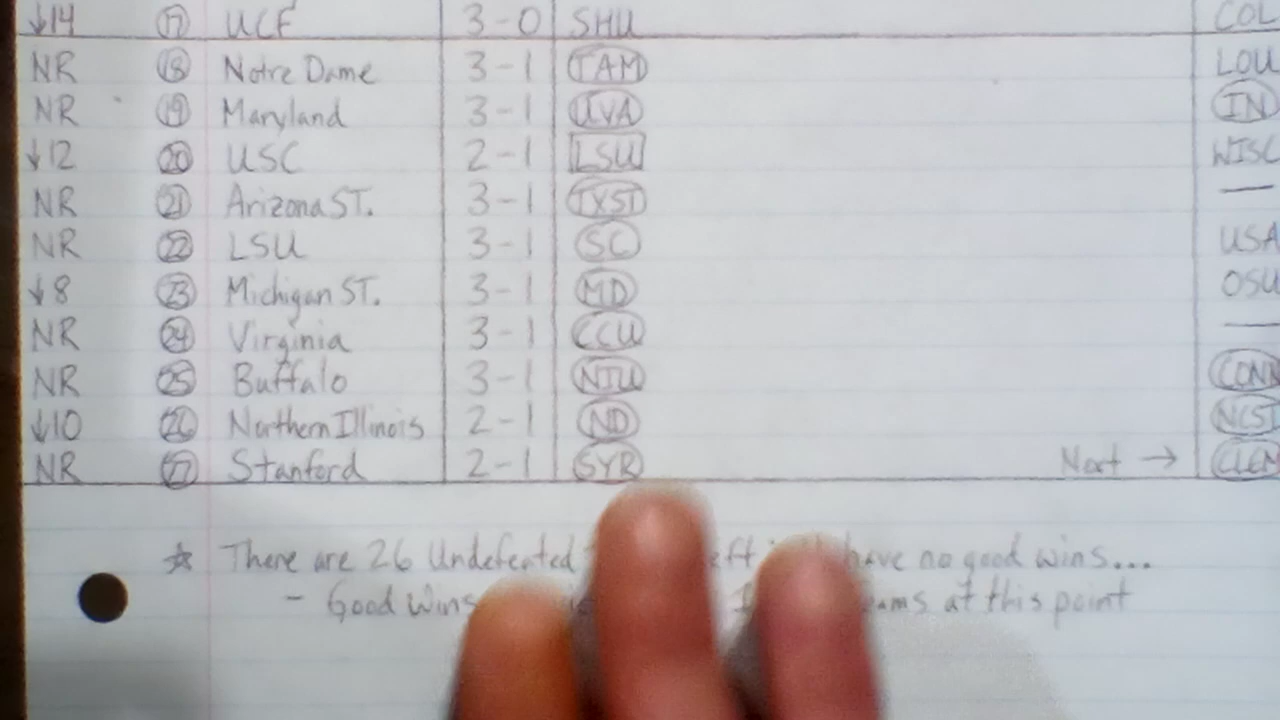 ↓14 17 UCF 3-0 SHU COL
NR 18 Notre Dame 3-1 TAM LOU
NR 19 Maryland 3-1 UVA IN
↓12 20 USC 2-1 LSU WISC
NR 21 Arizona ST. 3-1 TXST —
NR 22 LSU 3-1 SC USA
↓8 23 Michigan ST. 3-1 MD OSU
NR 24 Virginia 3-1 CCU —
NR 25 Buffalo 3-1 NIU CONN
↓10 26 Northern Illinois 2-1 ND NCST
NR 27 Stanford 2-1 SYR Next → CLEM
☆ There are 26 Undefeated have no good wins...
- Good Wins at this point